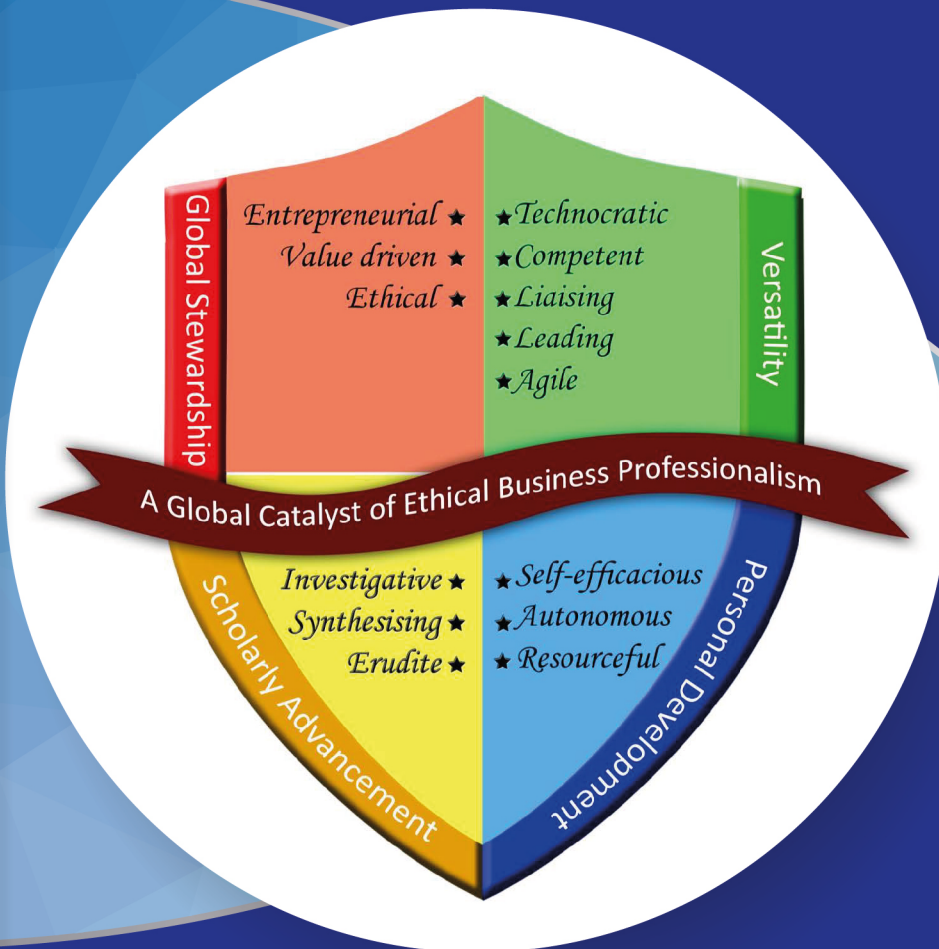 Global Stewardship
Entrepreneurial ★
Value driven ★
Ethical ★
★Technocratic
★Competent
★Liaising
★Leading
★Agile
Versatility
A Global Catalyst of Ethical Business Professionalism
Scholarly Advancement
Investigative ★
Synthesising ★
Erudite ★
★Self-efficacious
★Autonomous
★Resourceful
Personal Development